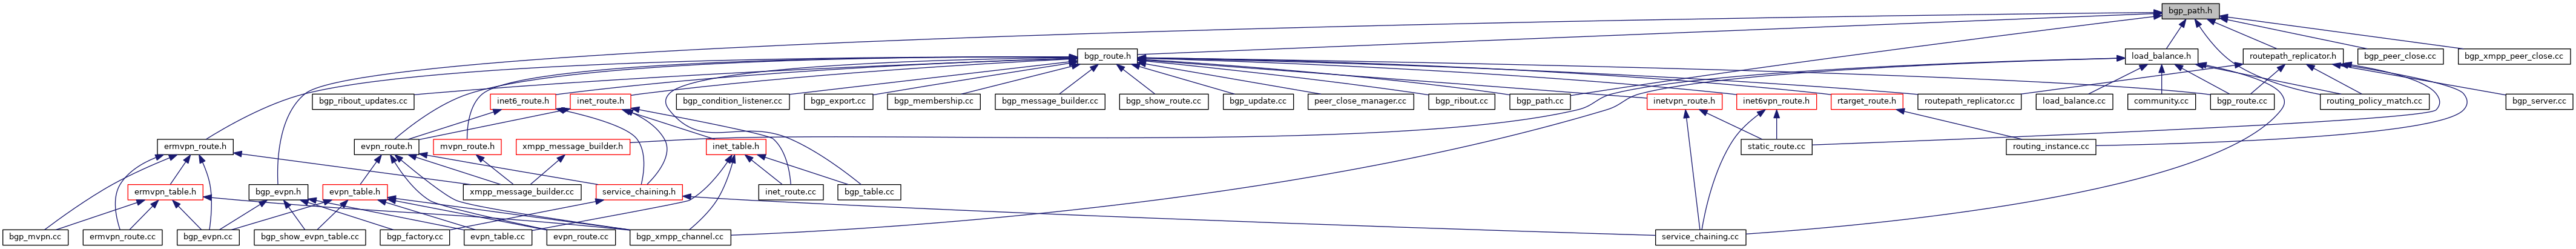 bgp_path.h
bgp_route.h
load_balance.h
routepath_replicator.h
bgp_peer_close.cc
bgp_xmpp_peer_close.cc
bgp_ribout_updates.cc
inet6_route.h
inet_route.h
bgp_condition_listener.cc
bgp_export.cc
bgp_membership.cc
bgp_message_builder.cc
bgp_show_route.cc
bgp_update.cc
peer_close_manager.cc
bgp_ribout.cc
bgp_path.cc
inetvpn_route.h
inet6vpn_route.h
rtarget_route.h
routepath_replicator.cc
load_balance.cc
community.cc
bgp_route.cc
routing_policy_match.cc
bgp_server.cc
ermvpn_route.h
evpn_route.h
mvpn_route.h
xmpp_message_builder.h
inet_table.h
static_route.cc
routing_instance.cc
ermvpn_table.h
bgp_evpn.h
evpn_table.h
xmpp_message_builder.cc
service_chaining.h
inet_route.cc
bgp_table.cc
bgp_mvpn.cc
ermvpn_route.cc
bgp_evpn.cc
bgp_show_evpn_table.cc
bgp_factory.cc
evpn_table.cc
evpn_route.cc
bgp_xmpp_channel.cc
service_chaining.cc